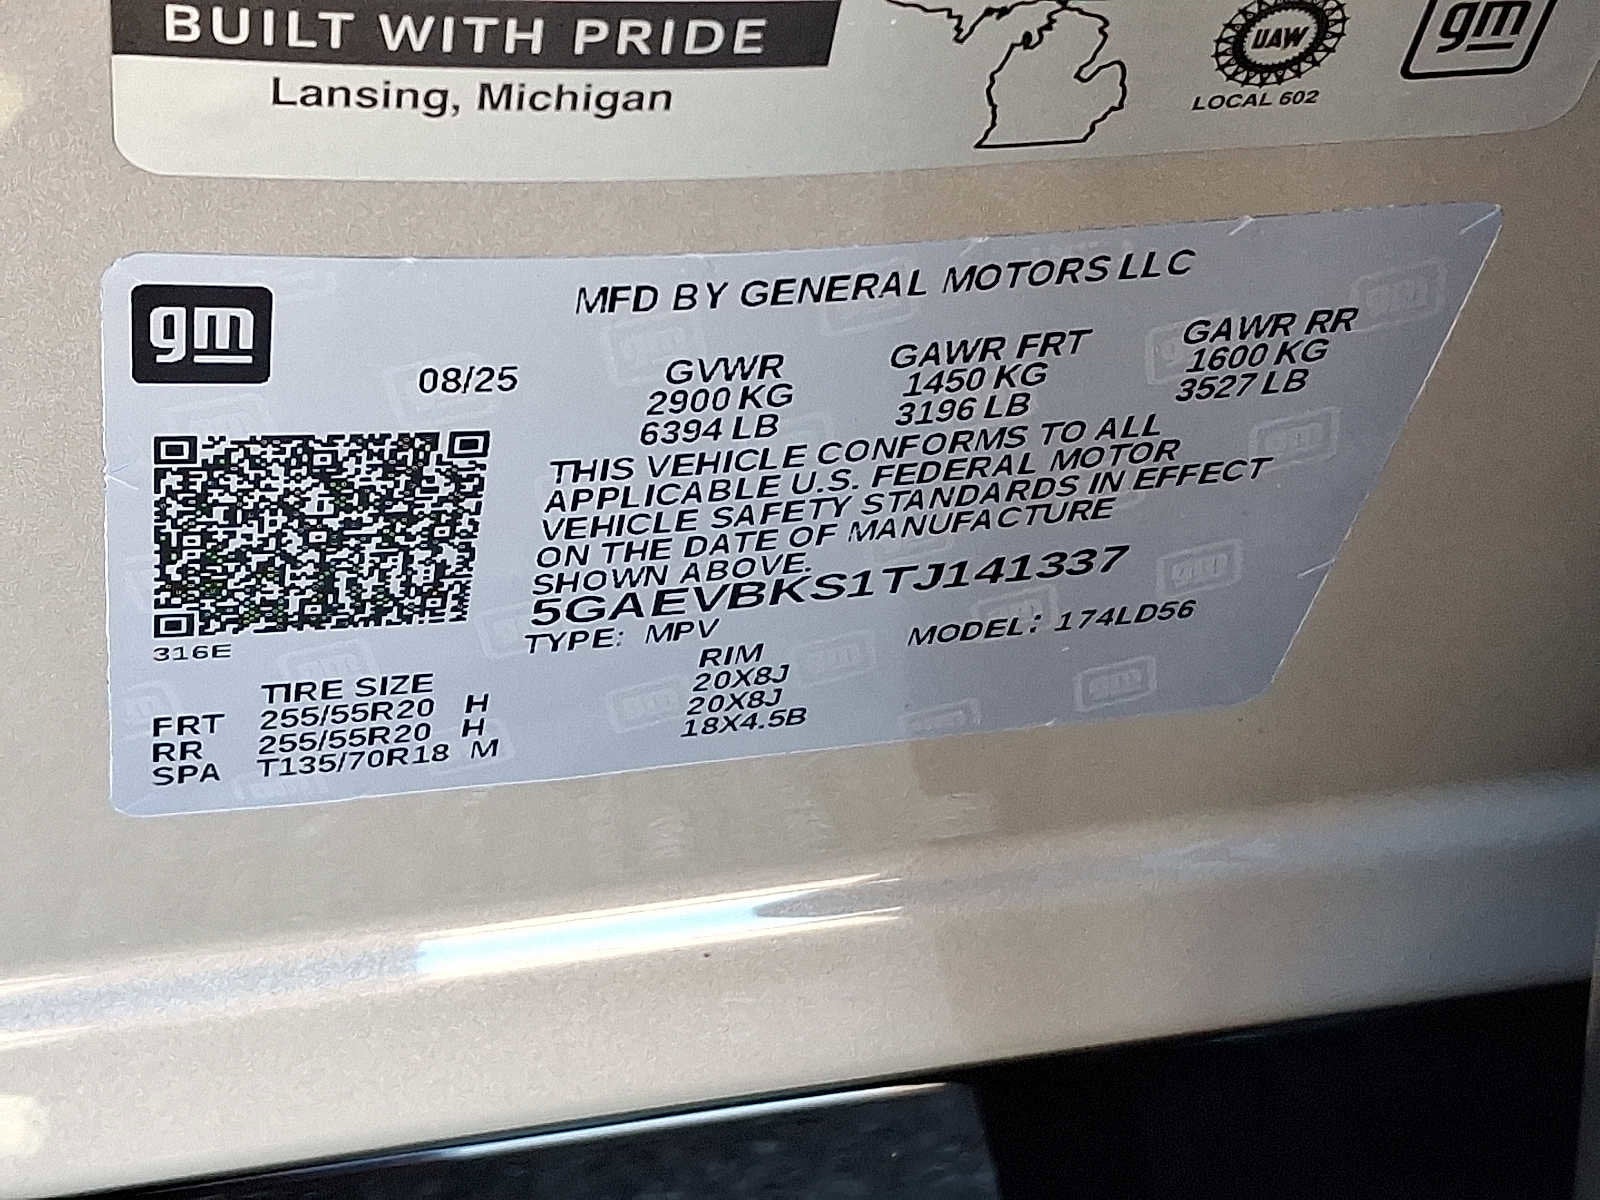 BUILT WITH PRIDE
Lansing, Michigan
UAW
LOCAL 602
gm
gm
MFD BY GENERAL MOTORS LLC
08/25
GVWR GAWR FRT GAWR RR
2900 KG 1450 KG 1600 KG
6394 LB 3196 LB 3527 LB
THIS VEHICLE CONFORMS TO ALL
APPLICABLE U.S. FEDERAL MOTOR
VEHICLE SAFETY STANDARDS IN EFFECT
ON THE DATE OF MANUFACTURE
SHOWN ABOVE.
5GAEVBKS1TJ141337
TYPE: MPV MODEL: 174LD56
316E
TIRE SIZE RIM
FRT 255/55R20 H 20X8J
RR 255/55R20 H 20X8J
SPA T135/70R18 M 18X4.5B